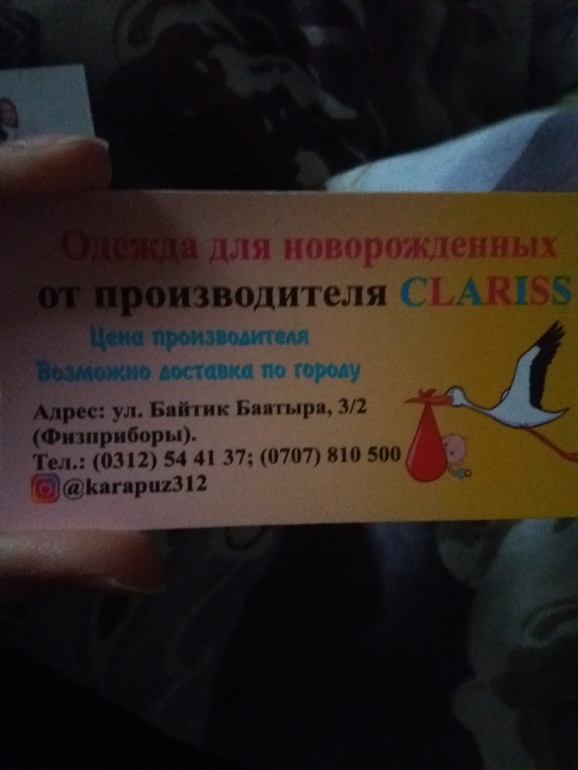 Одежда для новорожденных
от производителя CLARISS
Цена производителя
Возможно доставка по городу
Адрес: ул. Байтик Баатыра, 3/2
(Физприборы).
Тел.: (0312) 54 41 37; (0707) 810 500
@karapuz312